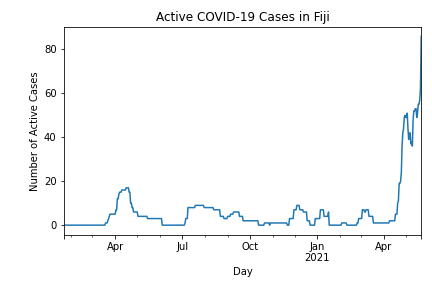 Active COVID-19 Cases in Fiji
Number of Active Cases
80
60
40
20
0
Apr Jul Oct Jan Apr
2021
Day